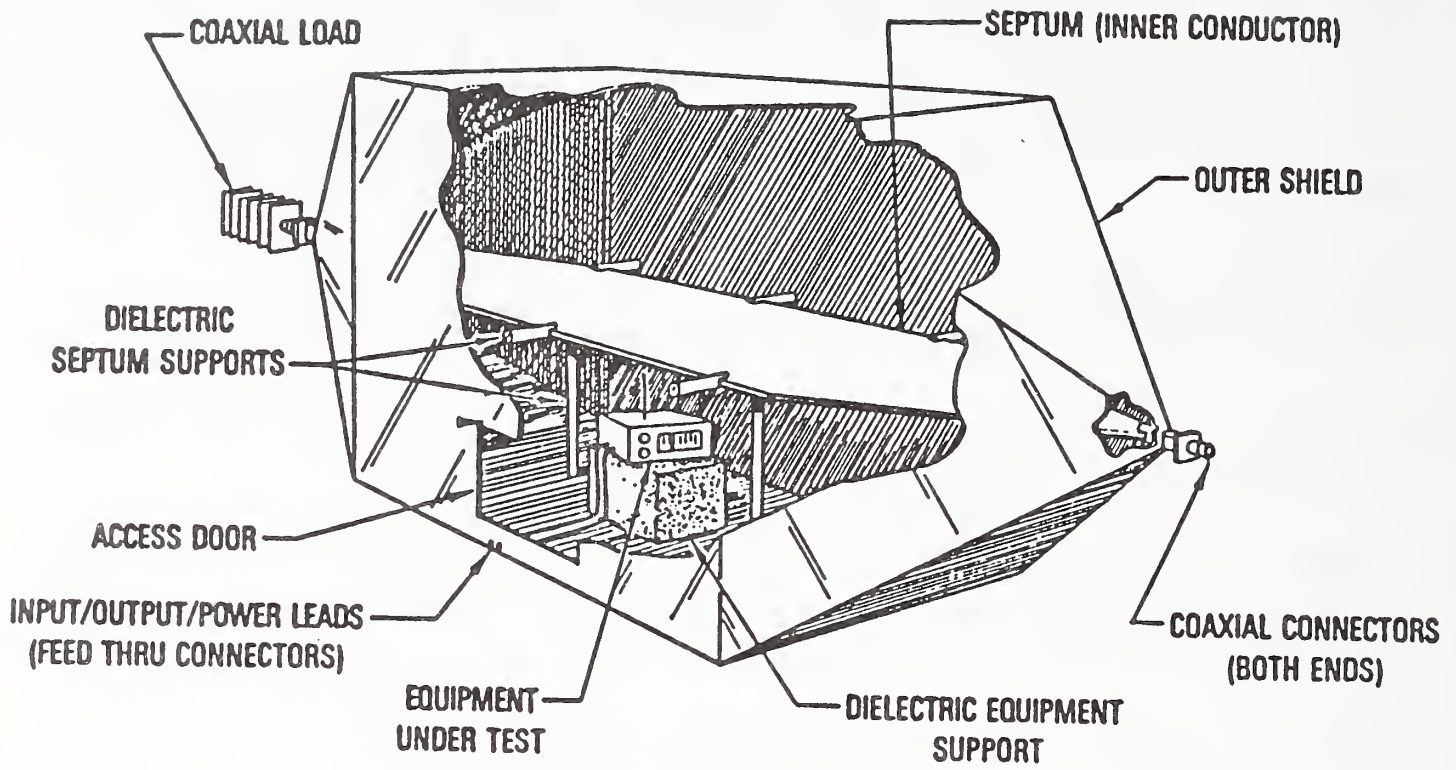 COAXIAL LOAD
SEPTUM (INNER CONDUCTOR)
OUTER SHIELD
DIELECTRIC
SEPTUM SUPPORTS
ACCESS DOOR
INPUT/OUTPUT/POWER LEADS
(FEED THRU CONNECTORS)
EQUIPMENT
UNDER TEST
DIELECTRIC EQUIPMENT
SUPPORT
COAXIAL CONNECTORS
(BOTH ENDS)